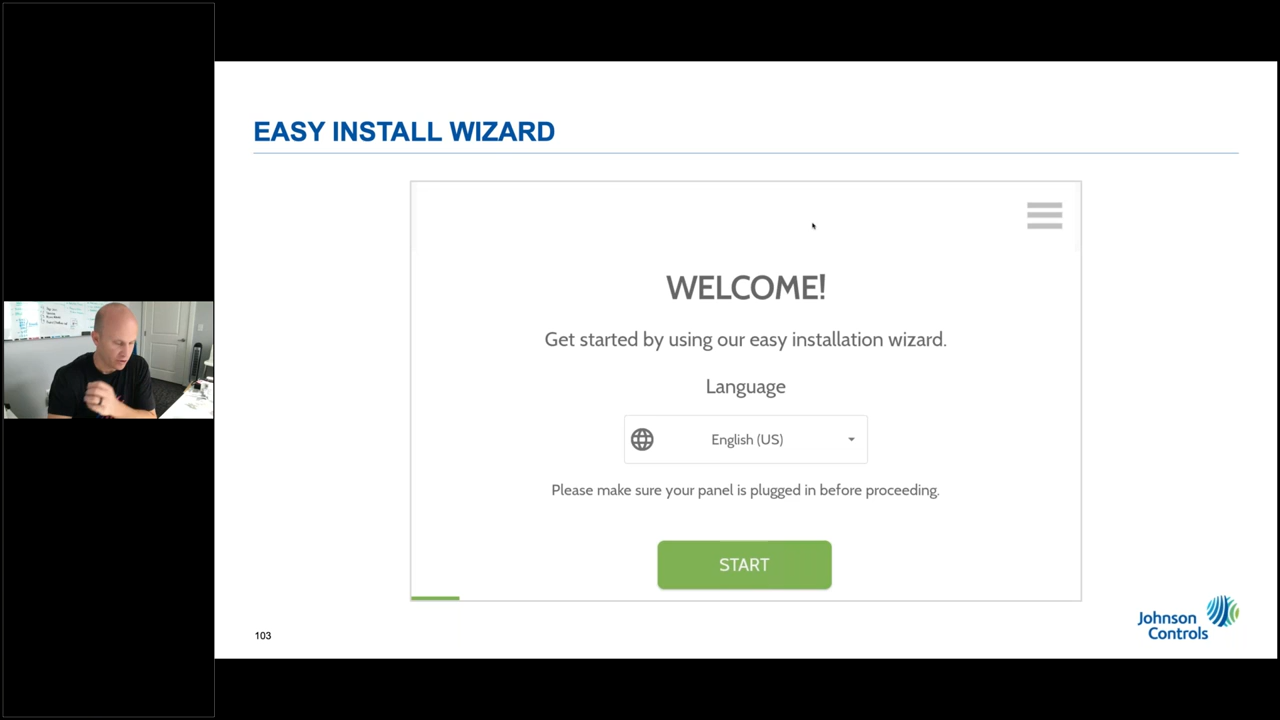 EASY INSTALL WIZARD
WELCOME!
Get started by using our easy installation wizard.
Language
English (US)
Please make sure your panel is plugged in before proceeding.
START
103
Johnson
Controls